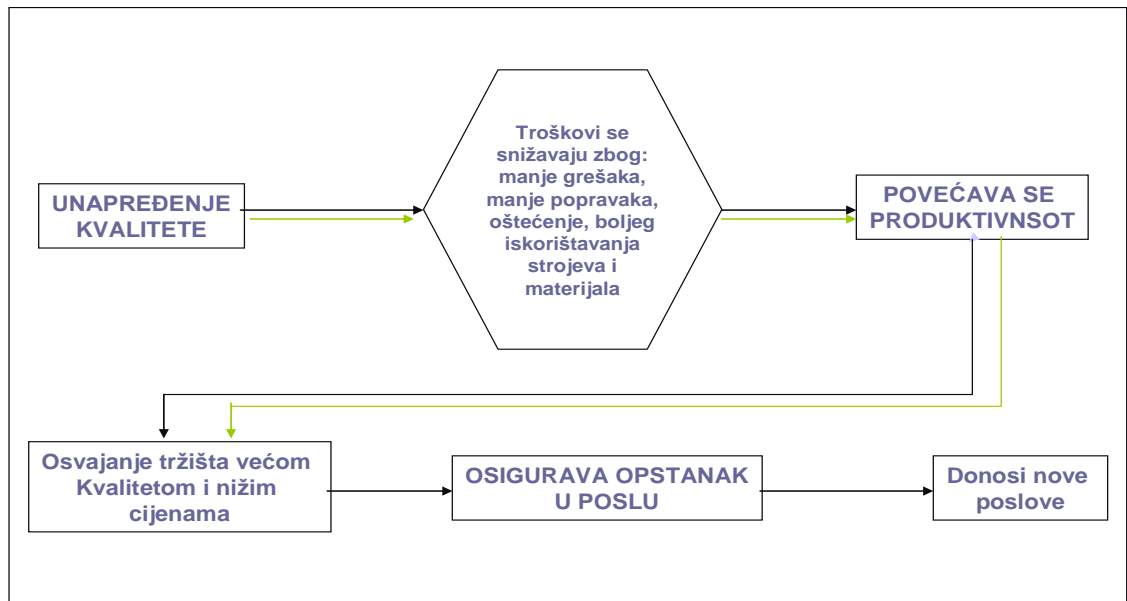 UNAPREĐENJE
KVALITETE
Troškovi se
snižavaju zbog:
manje grešaka,
manje popravaka,
oštećenje, boljeg
iskorištavanja
strojeva i
materijala
POVEĆAVA SE
PRODUKTIVNSOT
Osvajanje tržišta većom
Kvalitetom i nižim
cijenama
OSIGURAVA OPSTANAK
U POSLU
Donosi nove
poslove